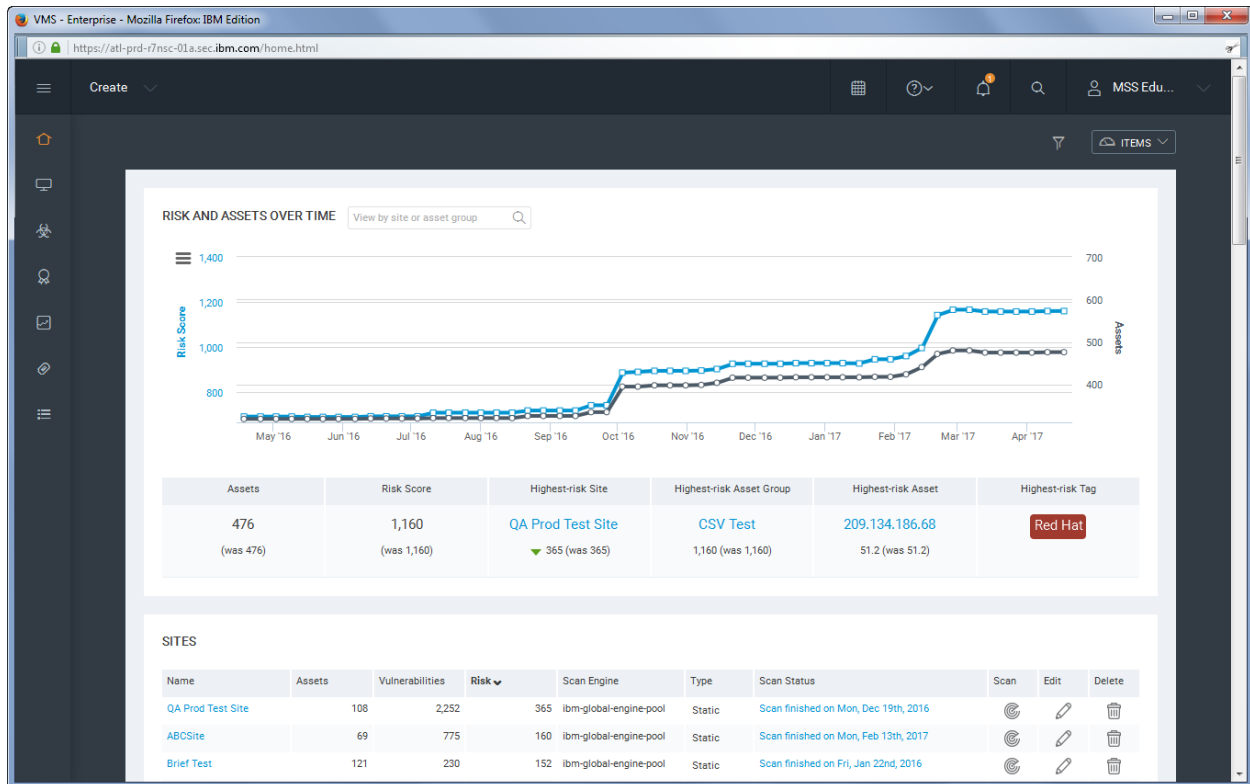 VMS - Enterprise - Mozilla Firefox: IBM Edition
https://atl-prd-r7nsc-01a.sec.ibm.com/home.html
Create
1
MSS Edu...
ITEMS
RISK AND ASSETS OVER TIME
View by site or asset group
1,400
1,200
1,000
800
Risk Score
700
600
500
400
Assets
May '16 Jun '16 Jul '16 Aug '16 Sep '16 Oct '16 Nov '16 Dec '16 Jan '17 Feb '17 Mar '17 Apr '17
Assets Risk Score Highest-risk Site Highest-risk Asset Group Highest-risk Asset Highest-risk Tag
476 1,160 QA Prod Test Site CSV Test 209.134.186.68 Red Hat
(was 476) (was 1,160) 365 (was 365) 1,160 (was 1,160) 51.2 (was 51.2)
SITES
Name Assets Vulnerabilities Risk Scan Engine Type Scan Status Scan Edit Delete
QA Prod Test Site 108 2,252 365 ibm-global-engine-pool Static Scan finished on Mon, Dec 19th, 2016
ABCSite 69 775 160 ibm-global-engine-pool Static Scan finished on Mon, Feb 13th, 2017
Brief Test 121 230 152 ibm-global-engine-pool Static Scan finished on Fri, Jan 22nd, 2016